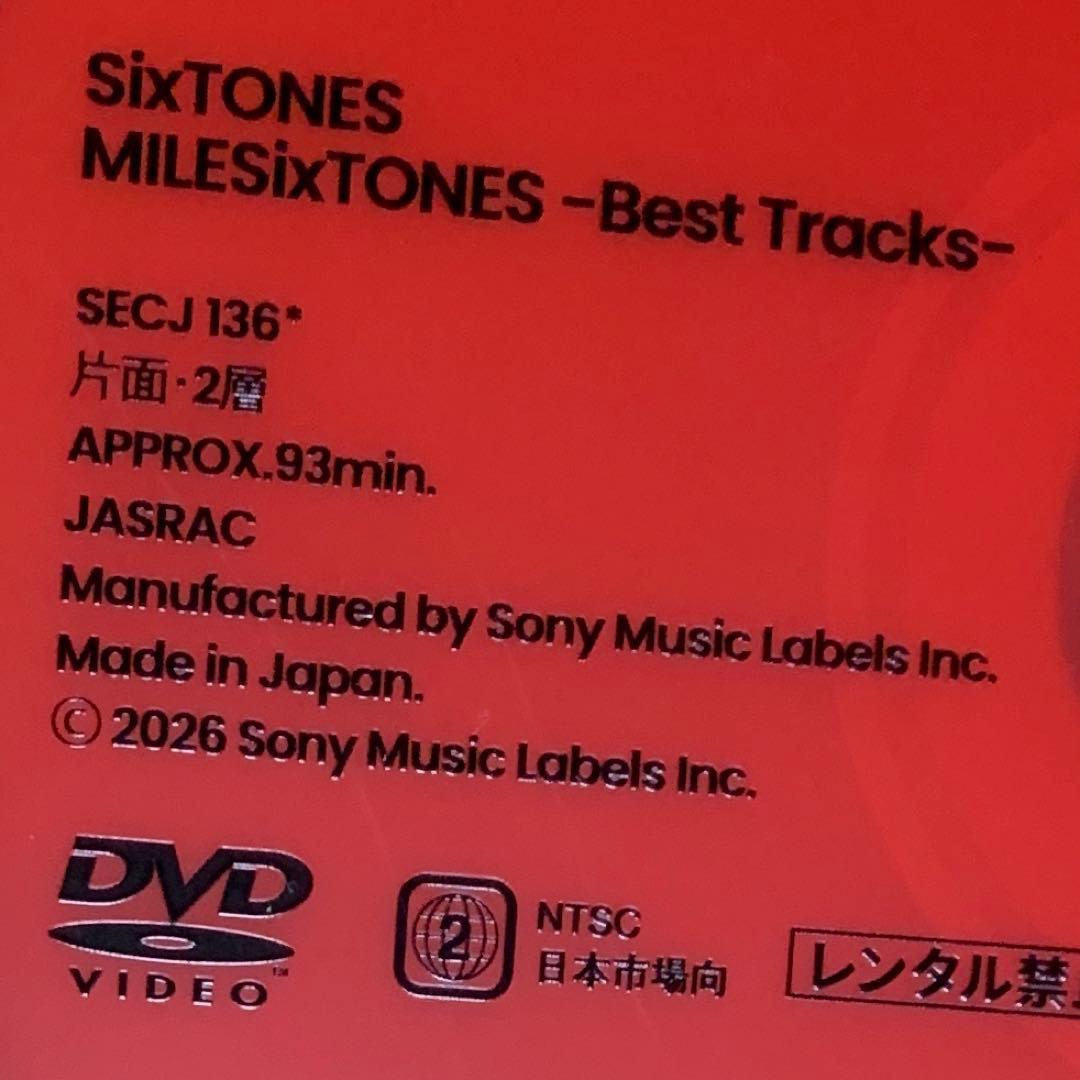 SixTONES
MILESixTONES -Best Tracks-
SECJ 136*
片面·2層
APPROX.93min.
JASRAC
Manufactured by Sony Music Labels Inc.
Made in Japan.
Ⓒ 2026 Sony Music Labels Inc.
DVD
VIDEO
™
2
NTSC
日本市場向
レンタル禁